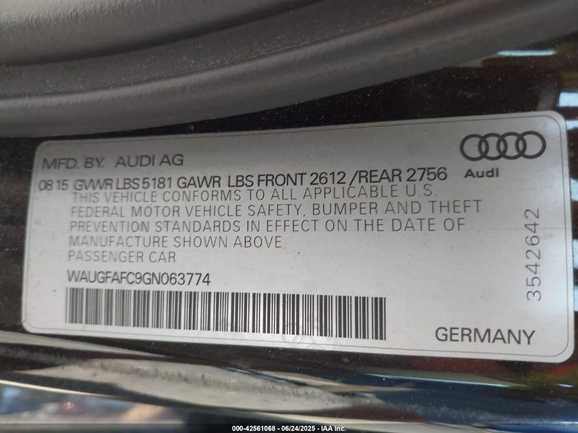 MFD. BY. AUDI AG
Audi
08 15 GVWR LBS 5181 GAWR LBS FRONT 2612 /REAR 2756
THIS VEHICLE CONFORMS TO ALL APPLICABLE U S.
FEDERAL MOTOR VEHICLE SAFETY, BUMPER AND THEFT
PREVENTION STANDARDS IN EFFECT ON THE DATE OF
MANUFACTURE SHOWN ABOVE
PASSENGER CAR
WAUGFAFC9GN063774
3542642
GERMANY
000-42561068 - 06/24/2025 - IAA Inc.